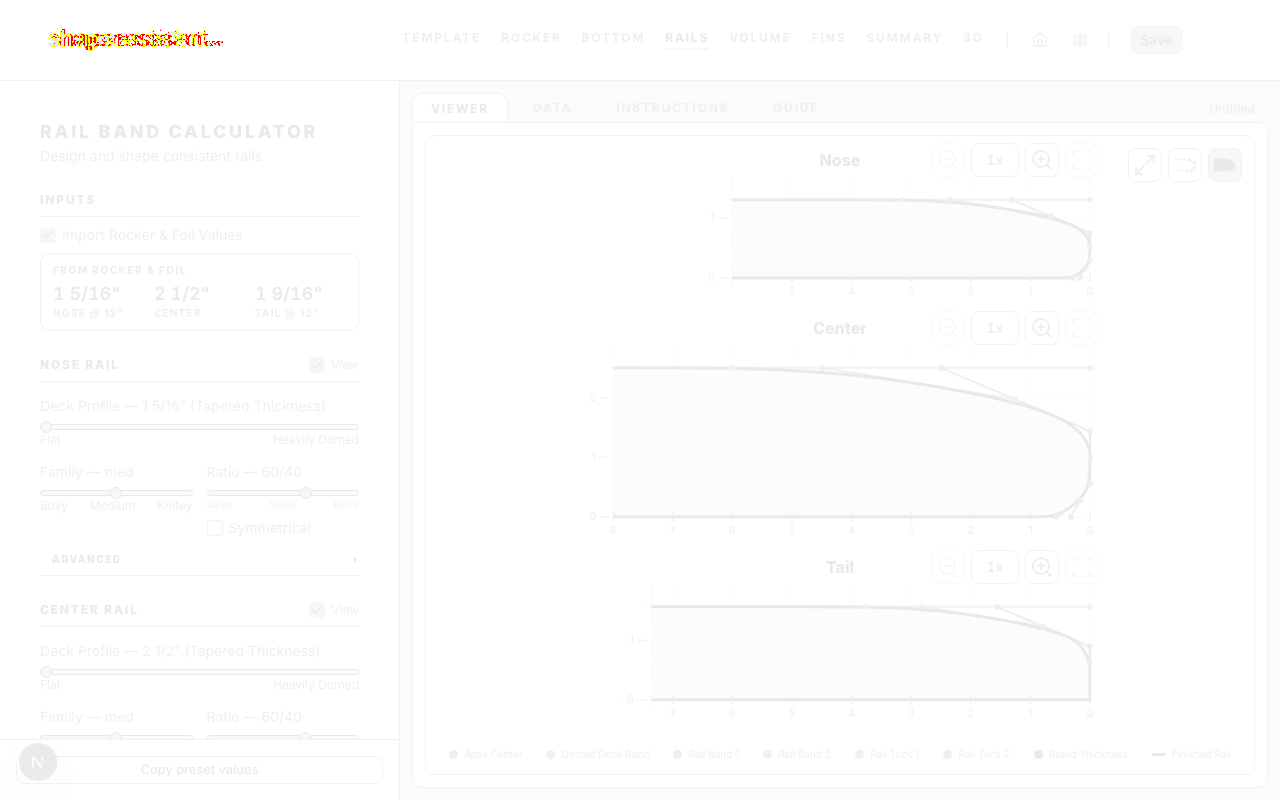 TEMPLATE ROCKER BOTTOM RAILS VOLUME FINS SUMMARY 3D Save
VIEWER DATA INSTRUCTIONS GUIDE Untitled
RAIL BAND CALCULATOR
Design and shape consistent rails
INPUTS
Import Rocker & Foil Values
FROM ROCKER & FOIL
1 5/16" 2 1/2" 1 9/16"
NOSE @ 12" CENTER TAIL @ 12"
NOSE RAIL View
Deck Profile — 1 5/16" (Tapered Thickness)
Flat Heavily Domed
Family — med Ratio — 60/40
Boxy Medium Knifey 20/80 50/50 80/20
Symmetrical
ADVANCED
CENTER RAIL View
Deck Profile — 2 1/2" (Tapered Thickness)
Flat Heavily Domed
Family — med Ratio — 60/40
Copy preset values
N
Nose 1x
1
0
5 4 3 2 1 0
Center 1x
2
1
0
8 7 6 5 4 3 2 1 0
Tail 1x
1
0
7 6 5 4 3 2 1 0
Apex Center Domed Deck Band Rail Band 1 Rail Band 2 Rail Tuck 1 Rail Tuck 2 Board Thickness Finished Rail